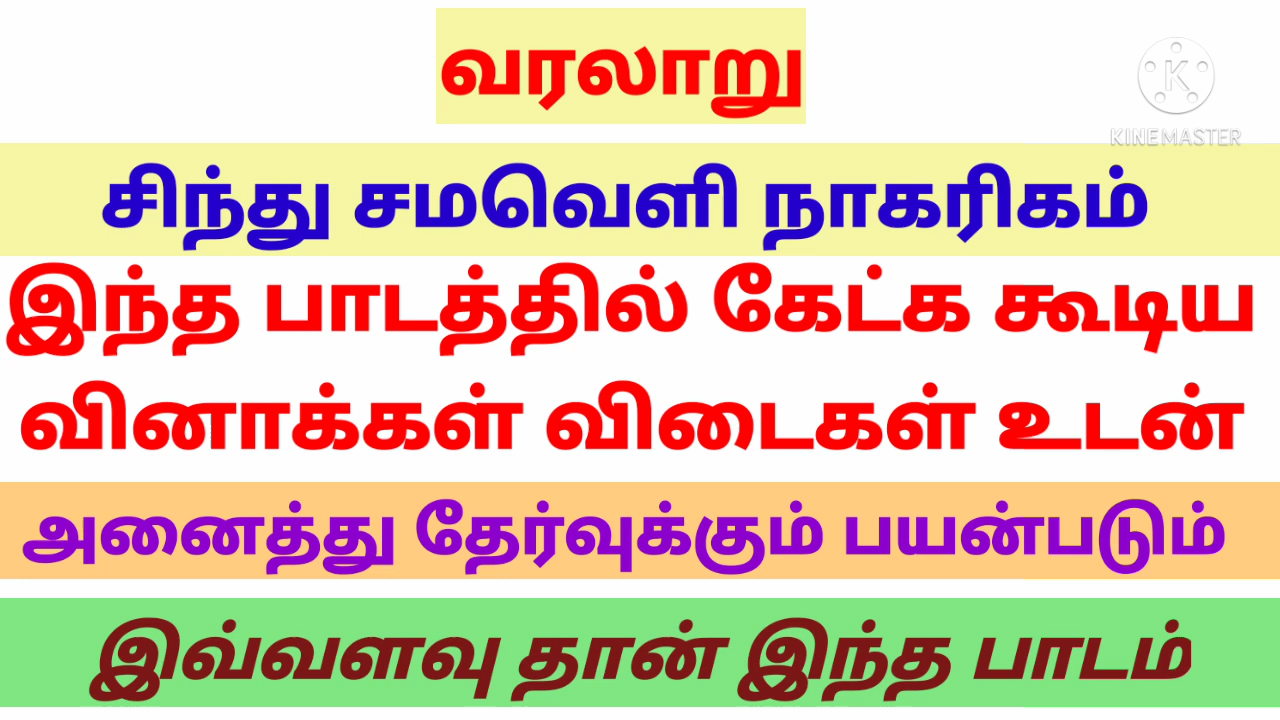 வரலாறு
KINEMASTER
சிந்து சமவெளி நாகரிகம்
இந்த பாடத்தில் கேட்க கூடிய
வினாக்கள் விடைகள் உடன்
அனைத்து தேர்வுக்கும் பயன்படும்
இவ்வளவு தான் இந்த பாடம்